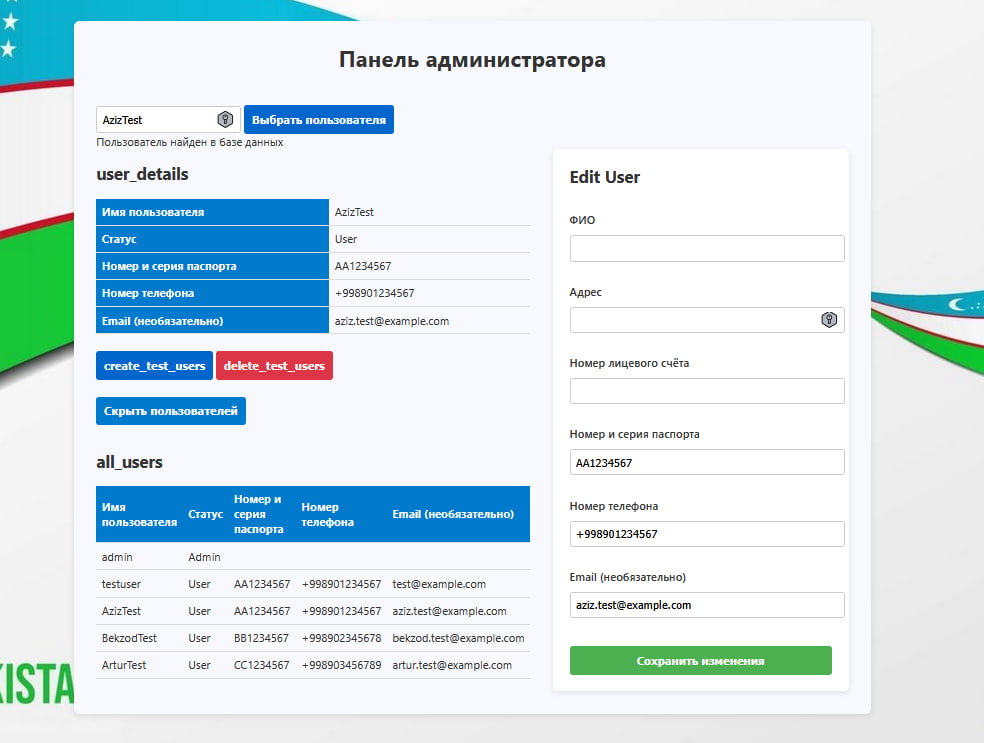 Панель администратора
AzizTest
Выбрать пользователя
Пользователь найден в базе данных
user_details
Имя пользователя AzizTest
Статус User
Номер и серия паспорта AA1234567
Номер телефона +998901234567
Email (необязательно) aziz.test@example.com
create_test_users delete_test_users
Скрыть пользователей
all_users
Имя пользователя Статус Номер и серия паспорта Номер телефона Email (необязательно)
admin Admin
testuser User AA1234567 +998901234567 test@example.com
AzizTest User AA1234567 +998901234567 aziz.test@example.com
BekzodTest User BB1234567 +998902345678 bekzod.test@example.com
ArturTest User CC1234567 +998903456789 artur.test@example.com
Edit User
ФИО
Адрес
Номер лицевого счёта
Номер и серия паспорта
AA1234567
Номер телефона
+998901234567
Email (необязательно)
aziz.test@example.com
Сохранить изменения
KISTA